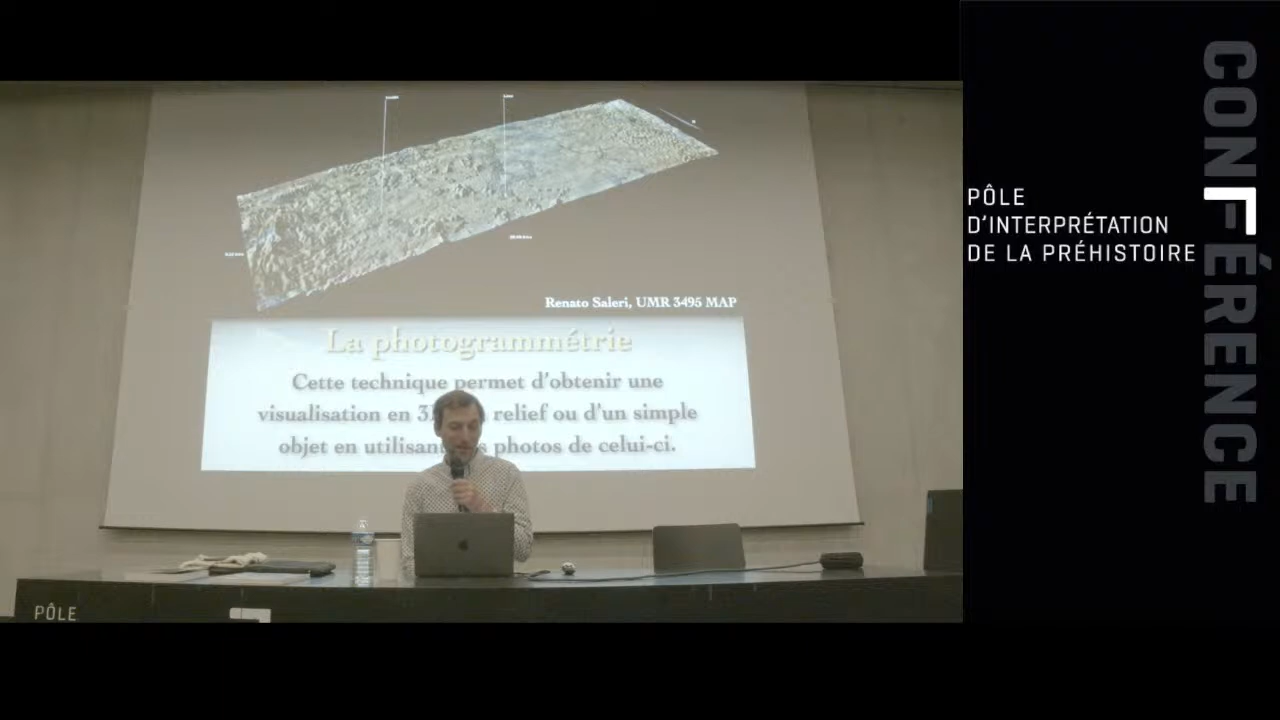 Renato Saleri, UMR 3495 MAP
La photogrammétrie
Cette technique permet d'obtenir une
visualisation en relief ou d'un simple
objet en utilisant photos de celui-ci.
PÔLE
PÔLE
D'INTERPRÉTATION
DE LA PRÉHISTOIRE
CONFÉRENCE